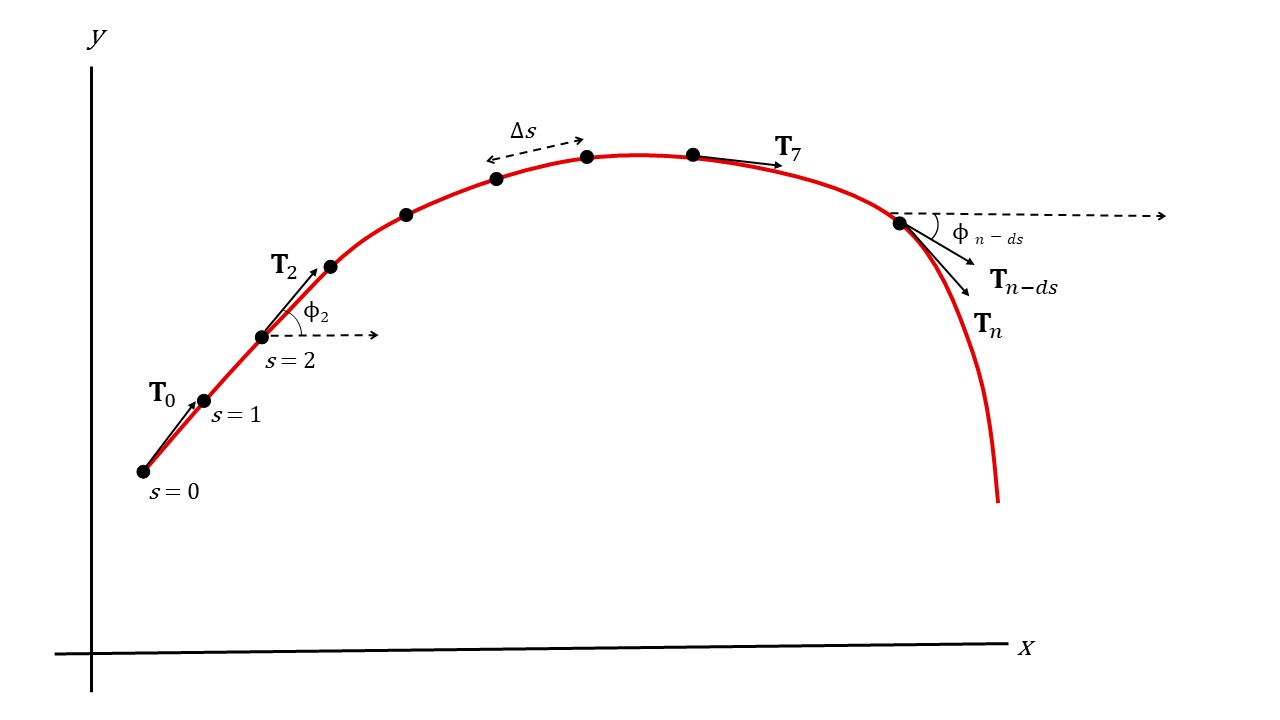 y
Δs
T₇
ϕ ₙ ₋ ds
T₂
ϕ₂
Tₙ₋ds
Tₙ
s = 2
T₀
s = 1
s = 0
x